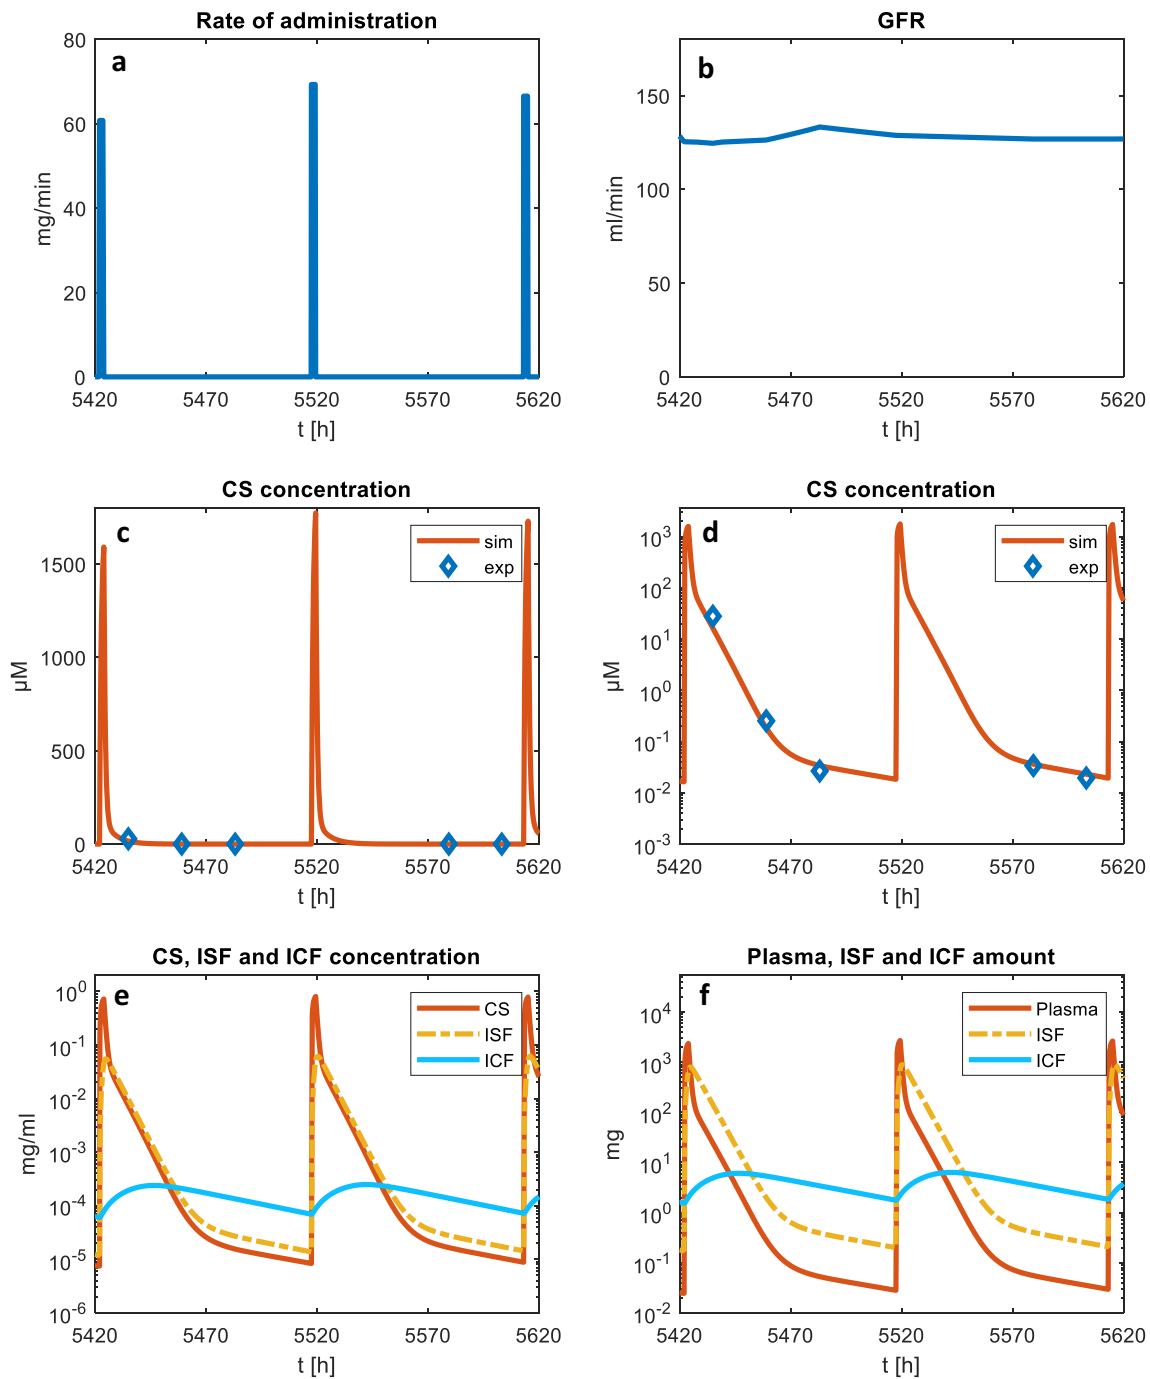 Rate of administration
a
80
60
40
20
0
mg/min
5420 5470 5520 5570 5620
t [h]
GFR
b
150
100
50
0
ml/min
5420 5470 5520 5570 5620
t [h]
CS concentration
c
sim
exp
1500
1000
500
0
µM
5420 5470 5520 5570 5620
t [h]
CS concentration
d
sim
exp
10^3
10^2
10^1
10^0
10^-1
10^-2
10^-3
µM
5420 5470 5520 5570 5620
t [h]
CS, ISF and ICF concentration
e
CS
ISF
ICF
10^0
10^-1
10^-2
10^-3
10^-4
10^-5
10^-6
mg/ml
5420 5470 5520 5570 5620
t [h]
Plasma, ISF and ICF amount
f
Plasma
ISF
ICF
10^4
10^3
10^2
10^1
10^0
10^-1
10^-2
mg
5420 5470 5520 5570 5620
t [h]